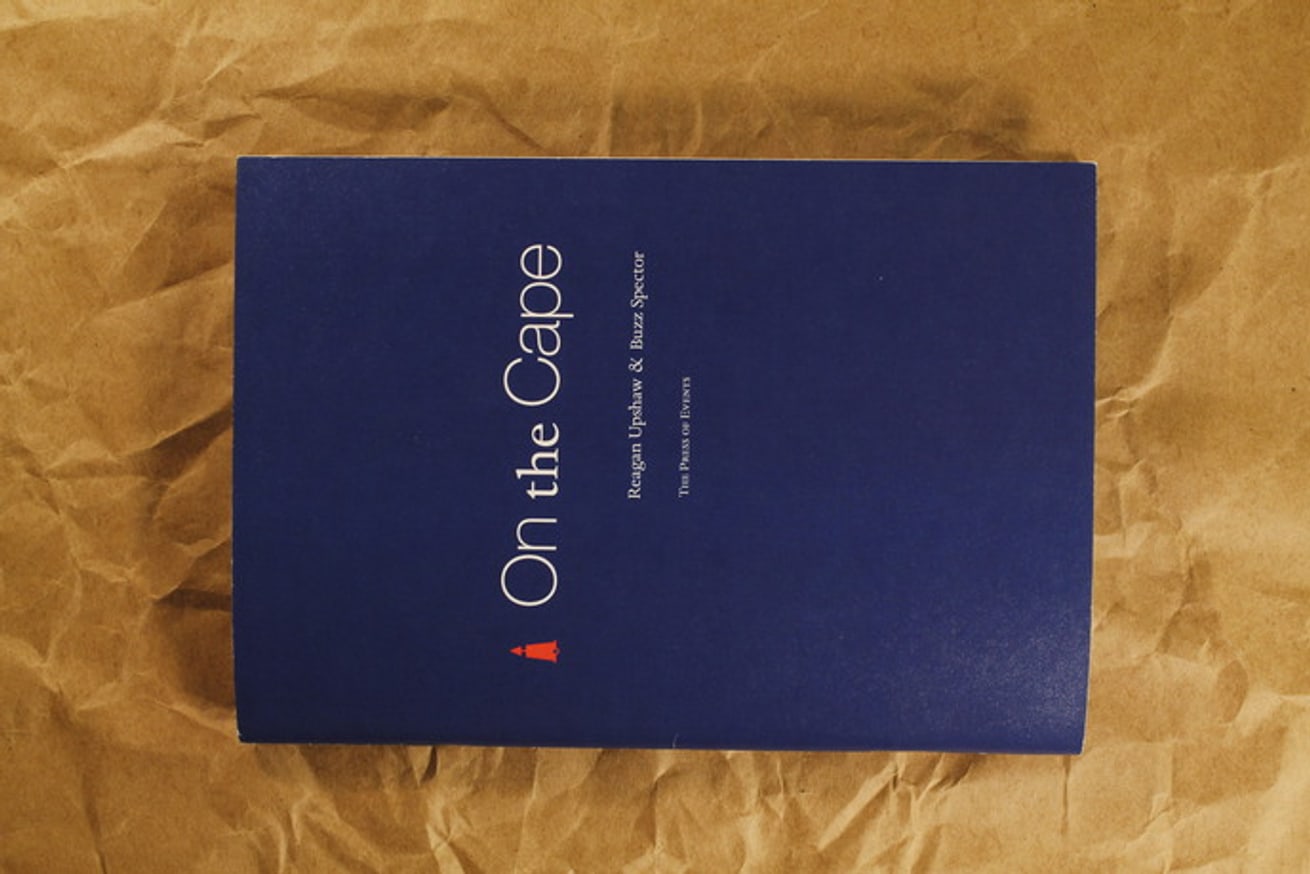 On the Cape
Reagan Upshaw & Buzz Spector
The Press of Events